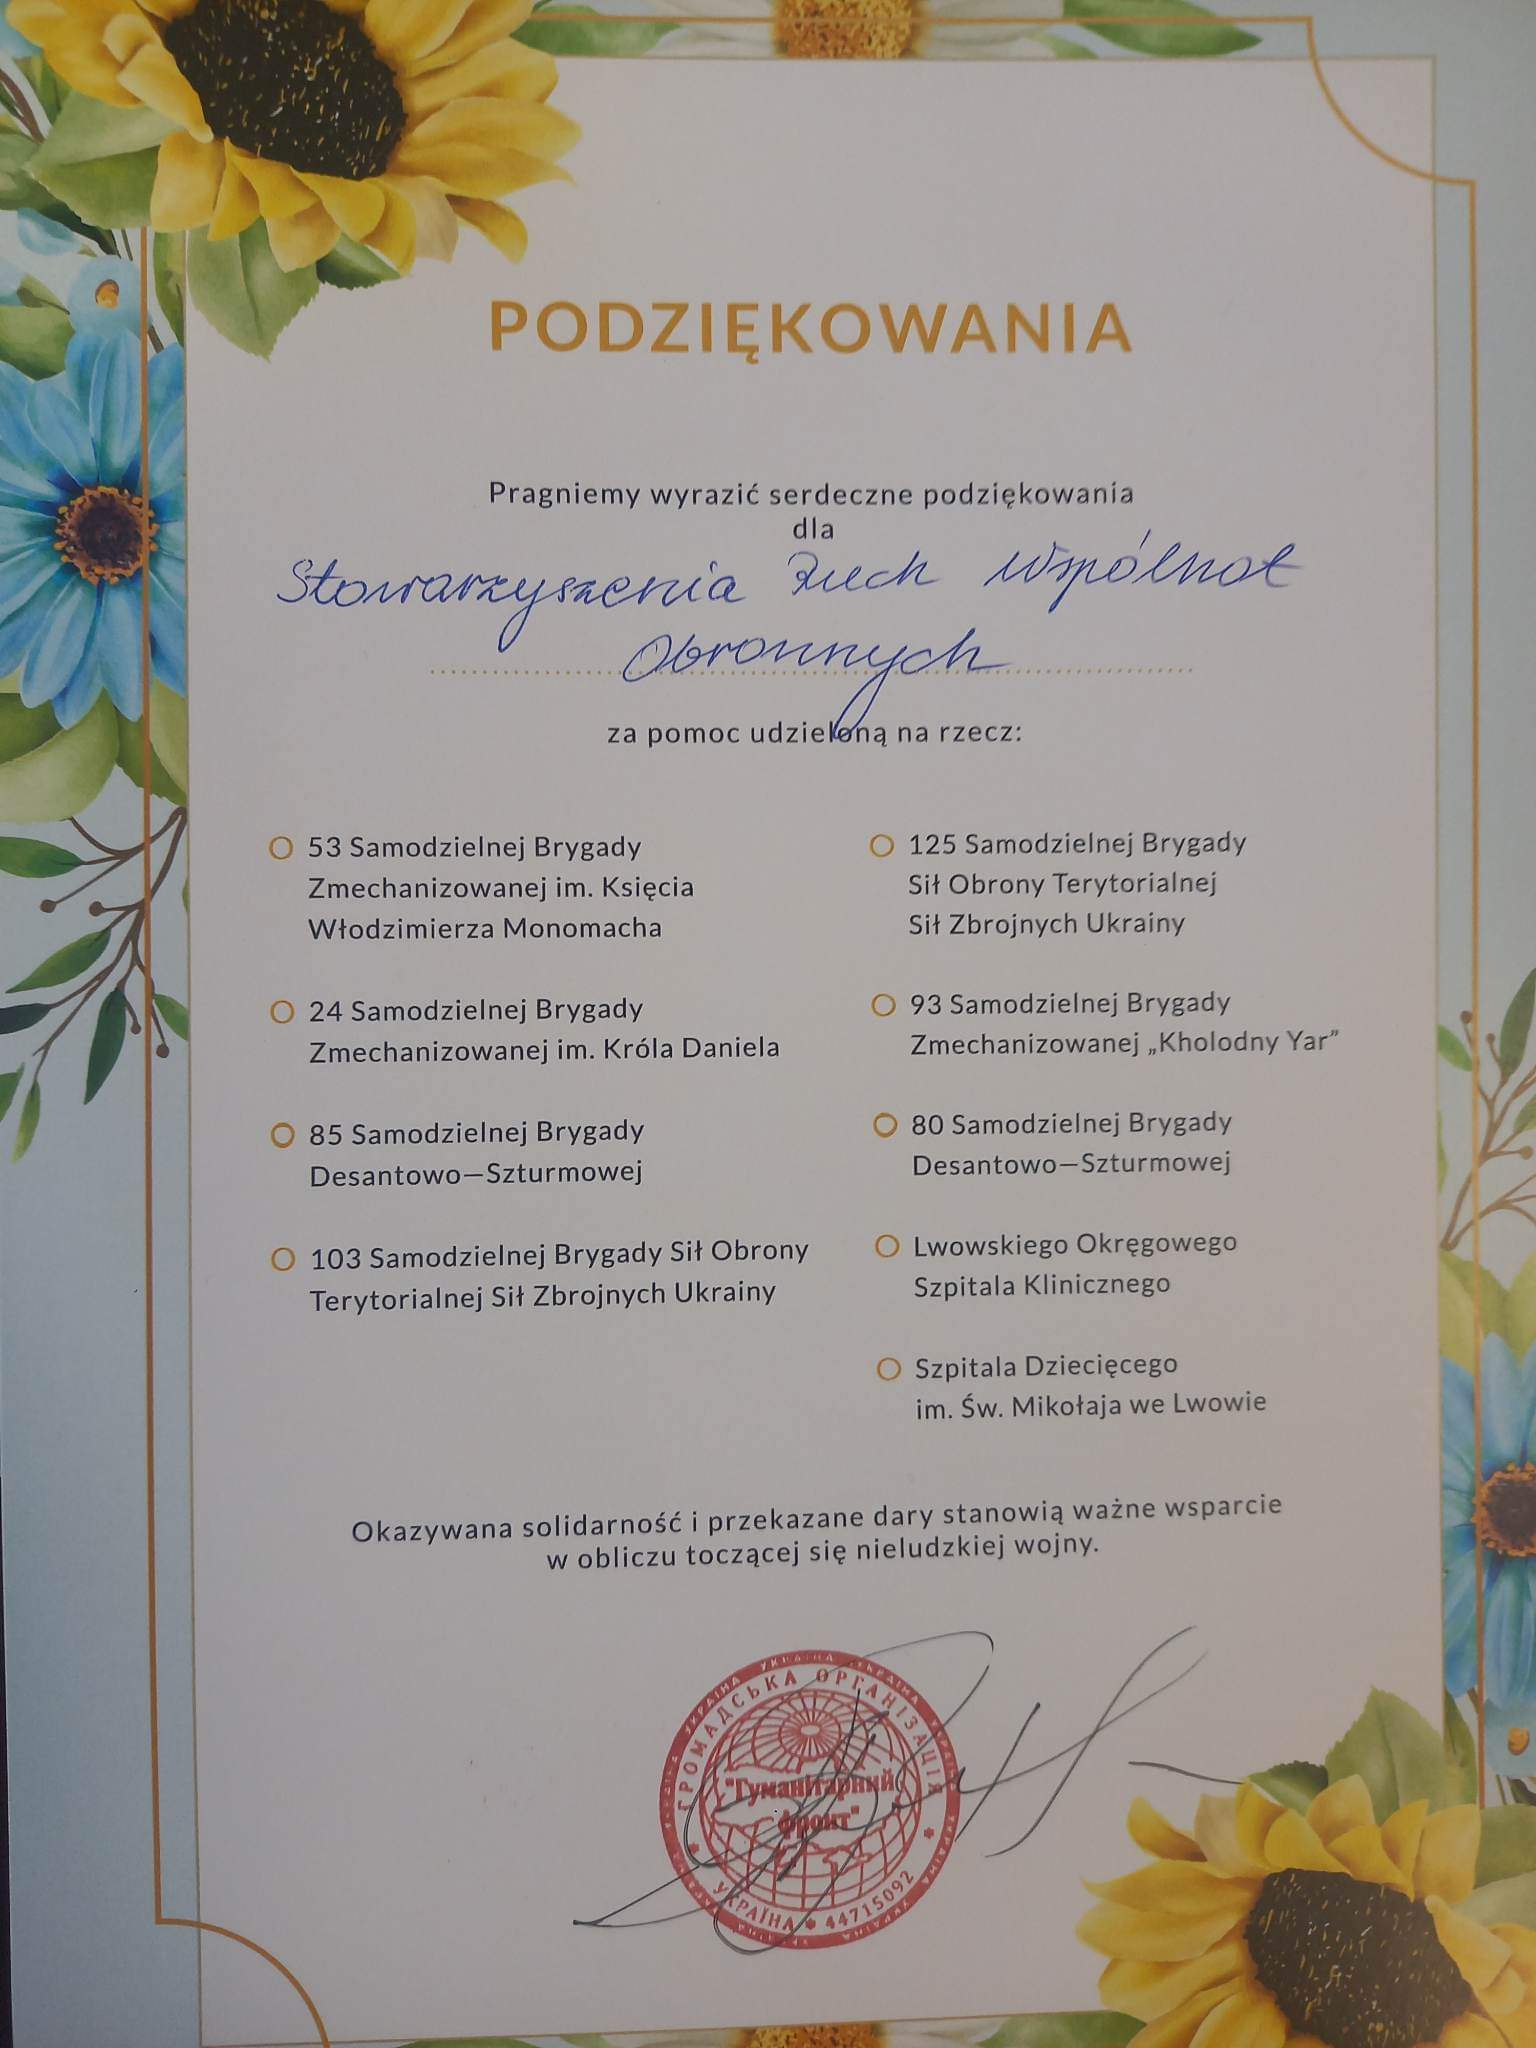 PODZIĘKOWANIA
Pragniemy wyrazić serdeczne podziękowania
dla
Stowarzyszenia Ruch Wspólnot
Obronnych
za pomoc udzieloną na rzecz:
53 Samodzielnej Brygady
Zmechanizowanej im. Księcia
Włodzimierza Monomacha
24 Samodzielnej Brygady
Zmechanizowanej im. Króla Daniela
85 Samodzielnej Brygady
Desantowo—Szturmowej
103 Samodzielnej Brygady Sił Obrony
Terytorialnej Sił Zbrojnych Ukrainy
125 Samodzielnej Brygady
Sił Obrony Terytorialnej
Sił Zbrojnych Ukrainy
93 Samodzielnej Brygady
Zmechanizowanej „Kholodny Yar”
80 Samodzielnej Brygady
Desantowo—Szturmowej
Lwowskiego Okręgowego
Szpitala Klinicznego
Szpitala Dziecięcego
im. Św. Mikołaja we Lwowie
Okazywana solidarność i przekazane dary stanowią ważne wsparcie
w obliczu toczącej się nieludzkiej wojny.
УКРАЇНА УКРАЇНА УКРАЇНА
ГРОМАДСЬКА ОРГАНІЗАЦІЯ
"Гуманітарний
фронт"
УКРАЇНА * 44715092